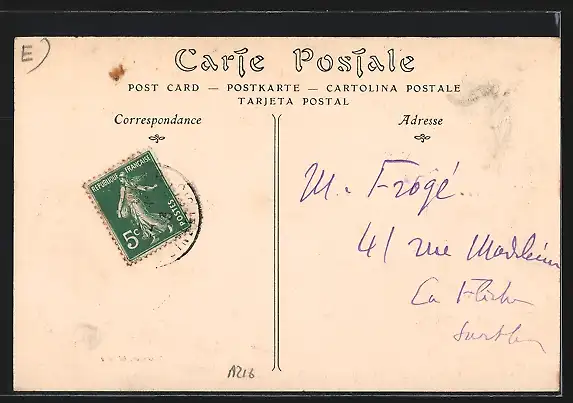 E)
Carte Postale
POST CARD — POSTKARTE — CARTOLINA POSTALE
TARJETA POSTAL
Correspondance
Adresse
REPUBLIQUE FRANÇAISE
POSTES
5c
M. Frogé
41 rue Madeleine
La Flèche
Sarthe
1216